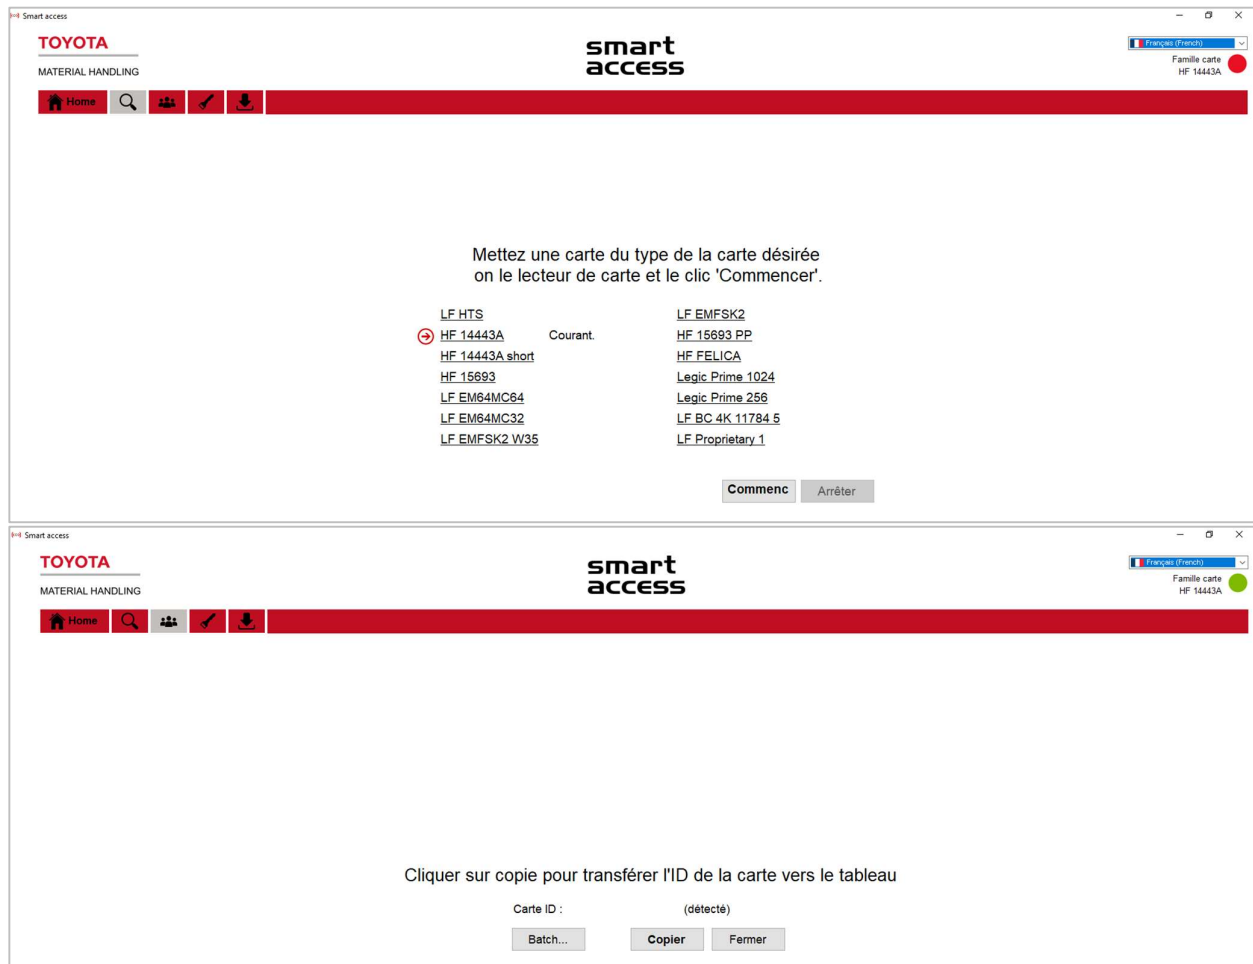 Smart access
TOYOTA
MATERIAL HANDLING
smart
access
Français (French)
Famille carte
HF 14443A
Home
Mettez une carte du type de la carte désirée
on le lecteur de carte et le clic 'Commencer'.
LF HTS
LF EMFSK2
HF 14443A
Courant.
HF 15693 PP
HF 14443A short
HF FELICA
HF 15693
Legic Prime 1024
LF EM64MC64
Legic Prime 256
LF EM64MC32
LF BC 4K 11784 5
LF EMFSK2 W35
LF Proprietary 1
Commenc
Arrêter
Smart access
TOYOTA
MATERIAL HANDLING
smart
access
Français (French)
Famille carte
HF 14443A
Home
Cliquer sur copie pour transférer l'ID de la carte vers le tableau
Carte ID :
(détecté)
Batch...
Copier
Fermer